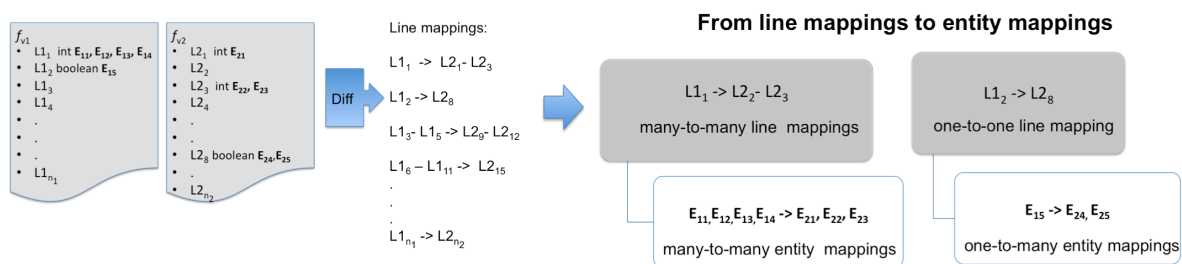 f_v1
• L1_1 int E_11, E_12, E_13, E_14
• L1_2 boolean E_15
• L1_3
• L1_4
• .
• .
• .
• L1_n_1
f_v2
• L2_1 int E_21
• L2_2
• L2_3 int E_22, E_23
• L2_4
• .
• .
• .
• L2_8 boolean E_24,E_25
• .
• L2_n_2
Diff
Line mappings:
L1_1 -> L2_1- L2_3
L1_2 -> L2_8
L1_3- L1_5 -> L2_9- L2_12
L1_6 – L1_11 -> L2_15
.
.
.
L1_n_1 -> L2_n_2
From line mappings to entity mappings
L1_1 -> L2_2- L2_3
many-to-many line mappings
E_11,E_12,E_13,E_14 -> E_21, E_22, E_23
many-to-many entity mappings
L1_2 -> L2_8
one-to-one line mapping
E_15 -> E_24, E_25
one-to-many entity mappings